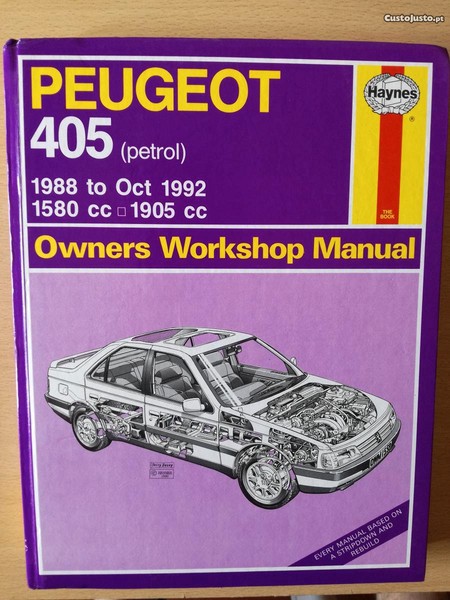 CustoJusto.pt
PEUGEOT
405 (petrol)
1988 to Oct 1992
1580 cc □ 1905 cc
Haynes
®
THE
BOOK
Owners Workshop Manual
EVERY MANUAL BASED ON
A STRIPDOWN AND
REBUILD